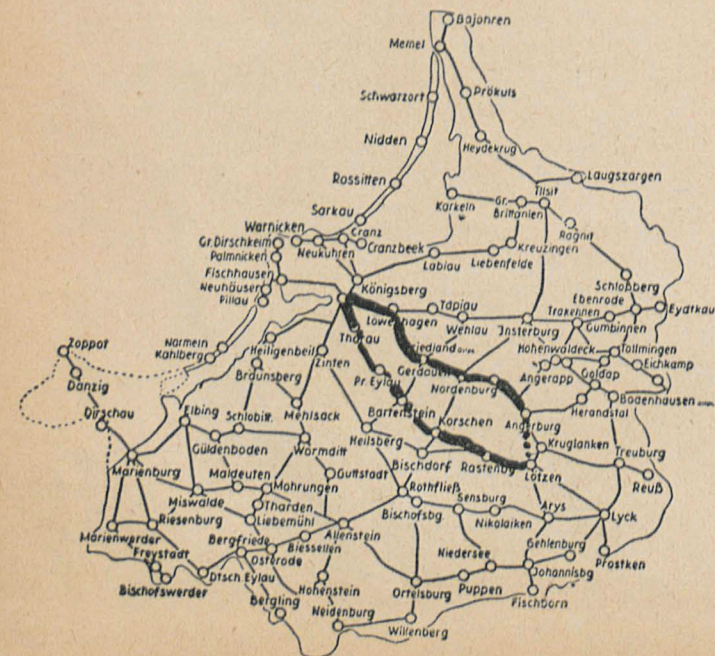 Bajohren
Memel
Schwarzort
Prökuls
Nidden
Heydekrug
Rossitten
Laugszargen
Sarkau
Karkeln
Gr.
Brittanien
Tilsit
Ragnit
Warnicken
Cranz
Gr.Dirschkeim
Neukuhren
Cranzbeek
Palmnicken
Labiau
Liebenfelde
Kreuzingen
Fischhausen
Neuhäuser
Pillau
Königsberg
Schloßberg
Ebenrode
Eydtkau
Tapiau
Trakehnen
Löwenhagen
Wehlau
Insterburg
Gumbinnen
Tharau
Zoppot
Narmeln
Kahlberg
Heiligenbeil
Zinten
Friedland
Hohenwaldeck
Tollmingen
Eichkamp
Danzig
Braunsberg
Pr.Eylau
Gerdauen
Nordenburg
Angerapp
Goldap
Dirschau
Mehlsack
Bartenstein
Herandstal
Bodenhausen
Elbing
Schlobitt.
Korschen
Angerburg
Güldenboden
Wormditt
Heilsberg
Kruglanken
Treuburg
Marienburg
Bischdorf
Rastenbg
Lötzen
Maldeuten
Mohrungen
Guttstadt
Rothfließ
Reuß
Miswalde
Tharden
Bischofsbg.
Sensburg
Arys
Lyck
Riesenburg
Liebemühl
Allenstein
Nikolaiken
Marienwerder
Bergfriede
Biessellen
Gehlenburg
Freystadt
Osterode
Niedersee
Johannisbg
Prostken
Bischofswerder
Dtsch Eylau
Hohenstein
Ortelsburg
Puppen
Fischborn
Bergling
Neidenburg
Willenberg